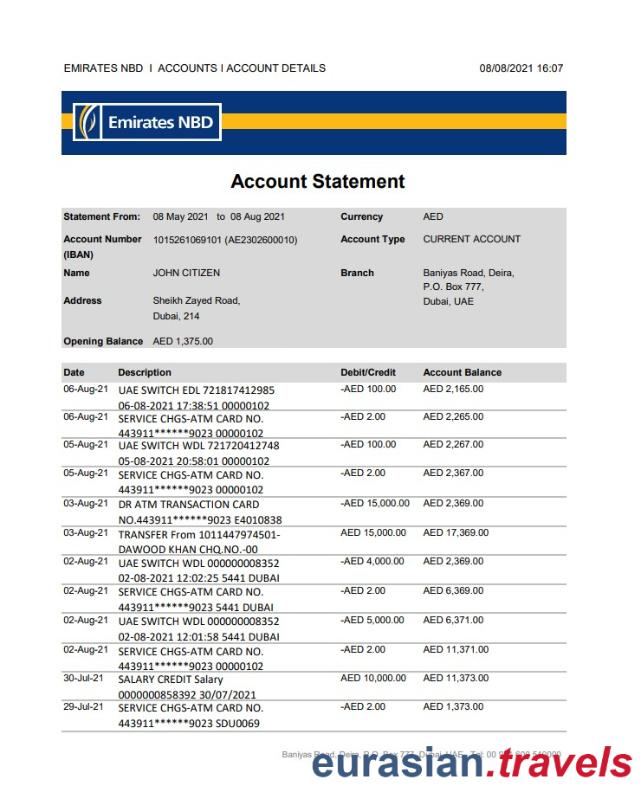 EMIRATES NBD I ACCOUNTS I ACCOUNT DETAILS 08/08/2021 16:07
Emirates NBD
Account Statement
Statement From: 08 May 2021 to 08 Aug 2021 Currency AED
Account Number 1015261069101 (AE2302600010) Account Type CURRENT ACCOUNT
(IBAN)
Name JOHN CITIZEN Branch Baniyas Road, Deira,
P.O. Box 777,
Address Sheikh Zayed Road, Dubai, UAE
Dubai, 214
Opening Balance AED 1,375.00
Date Description Debit/Credit Account Balance
06-Aug-21 UAE SWITCH EDL 721817412985 -AED 100.00 AED 2,165.00
06-08-2021 17:38:51 00000102
06-Aug-21 SERVICE CHGS-ATM CARD NO. -AED 2.00 AED 2,265.00
443911******9023 00000102
05-Aug-21 UAE SWITCH WDL 721720412748 -AED 100.00 AED 2,267.00
05-08-2021 20:58:01 00000102
05-Aug-21 SERVICE CHGS-ATM CARD NO. -AED 2.00 AED 2,367.00
443911******9023 00000102
03-Aug-21 DR ATM TRANSACTION CARD -AED 15,000.00 AED 2,369.00
NO.443911******9023 E4010838
03-Aug-21 TRANSFER From 1011447974501- AED 15,000.00 AED 17,369.00
DAWOOD KHAN CHQ.NO.-00
02-Aug-21 UAE SWITCH WDL 000000008352 -AED 4,000.00 AED 2,369.00
02-08-2021 12:02:25 5441 DUBAI
02-Aug-21 SERVICE CHGS-ATM CARD NO. -AED 2.00 AED 6,369.00
443911******9023 5441 DUBAI
02-Aug-21 UAE SWITCH WDL 000000008352 -AED 5,000.00 AED 6,371.00
02-08-2021 12:01:58 5441 DUBAI
02-Aug-21 SERVICE CHGS-ATM CARD NO. -AED 2.00 AED 11,371.00
443911******9023 00000102
30-Jul-21 SALARY CREDIT Salary AED 10,000.00 AED 11,373.00
0000000858392 30/07/2021
29-Jul-21 SERVICE CHGS-ATM CARD NO. -AED 2.00 AED 1,373.00
443911******9023 SDU0069
Baniyas Road, Deira, P.O. Box 777, Dubai, UAE
eurasian.travels